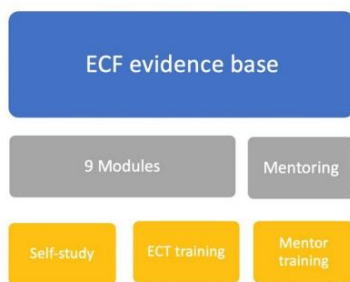 ECF evidence base
9 Modules
Mentoring
Self-study
ECT training
Mentor
training